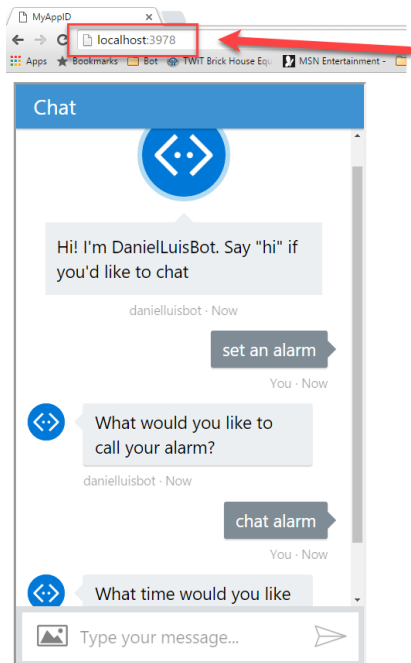 MyAppID
localhost:3978
Apps Bookmarks Bot TWiT Brick House Equ MSN Entertainment -
Chat
Hi! I'm DanielLuisBot. Say "hi" if
you'd like to chat
danielluisbot · Now
set an alarm
You · Now
What would you like to
call your alarm?
danielluisbot · Now
chat alarm
You · Now
What time would you like
Type your message...